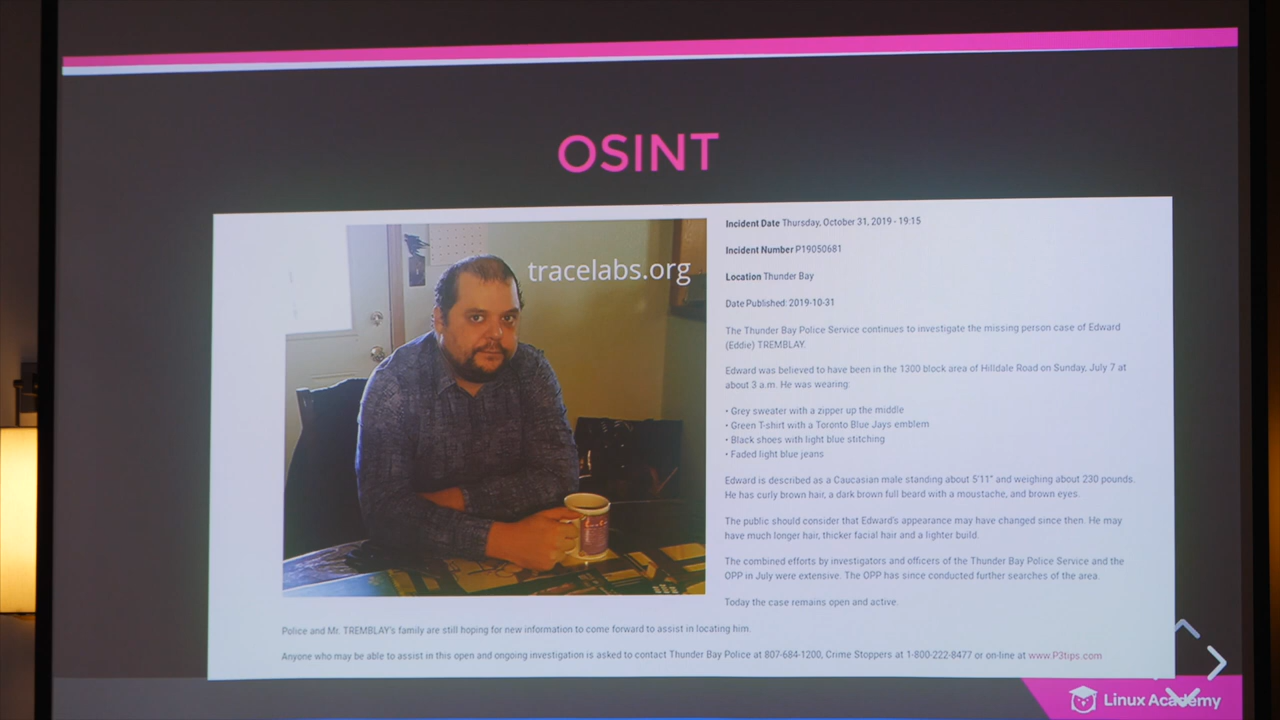 OSINT
tracelabs.org
Incident Date Thursday, October 31, 2019 - 19:15
Incident Number P19050681
Location Thunder Bay
Date Published: 2019-10-31
The Thunder Bay Police Service continues to investigate the missing person case of Edward
(Eddie) TREMBLAY.
Edward was believed to have been in the 1300 block area of Hilldale Road on Sunday, July 7 at
about 3 a.m. He was wearing:
• Grey sweater with a zipper up the middle
• Green T-shirt with a Toronto Blue Jays emblem
• Black shoes with light blue stitching
• Faded light blue jeans
Edward is described as a Caucasian male standing about 5'11" and weighing about 230 pounds.
He has curly brown hair, a dark brown full beard with a moustache, and brown eyes.
The public should consider that Edward's appearance may have changed since then. He may
have much longer hair, thicker facial hair and a lighter build.
The combined efforts by investigators and officers of the Thunder Bay Police Service and the
OPP in July were extensive. The OPP has since conducted further searches of the area.
Today the case remains open and active.
Police and Mr. TREMBLAY's family are still hoping for new information to come forward to assist in locating him.
Anyone who may be able to assist in this open and ongoing investigation is asked to contact Thunder Bay Police at 807-684-1200, Crime Stoppers at 1-800-222-8477 or on-line at www.P3tips.com
Linux Academy